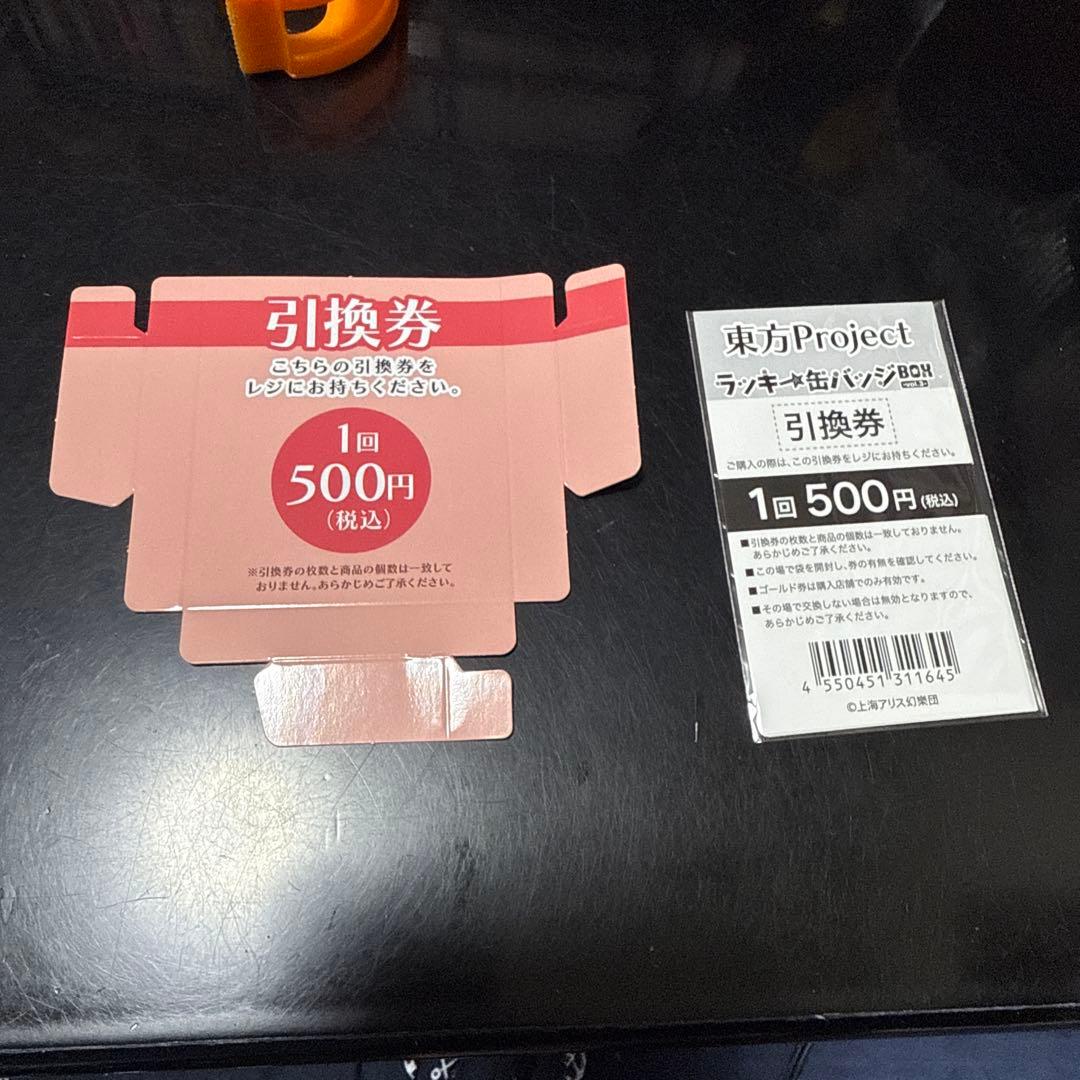 引換券
こちらの引換券を
レジにお持ちください。
1回
500円
(税込)
※引換券の枚数と商品の個数は一致して
おりません。あらかじめご了承ください。
東方Project
ラッキー☆缶バッジBOX
-vol.3-
引換券
ご購入の際は、この引換券をレジにお持ちください。
1回 500円(税込)
■引換券の枚数と商品の個数は一致しておりません。
あらかじめご了承ください。
■この場で袋を開封し、券の有無を確認してください。
■ゴールド券は購入店舗でのみ有効です。
■その場で交換しない場合は無効となりますので、
あらかじめご了承ください。
4 550451 311645
©上海アリス幻樂団